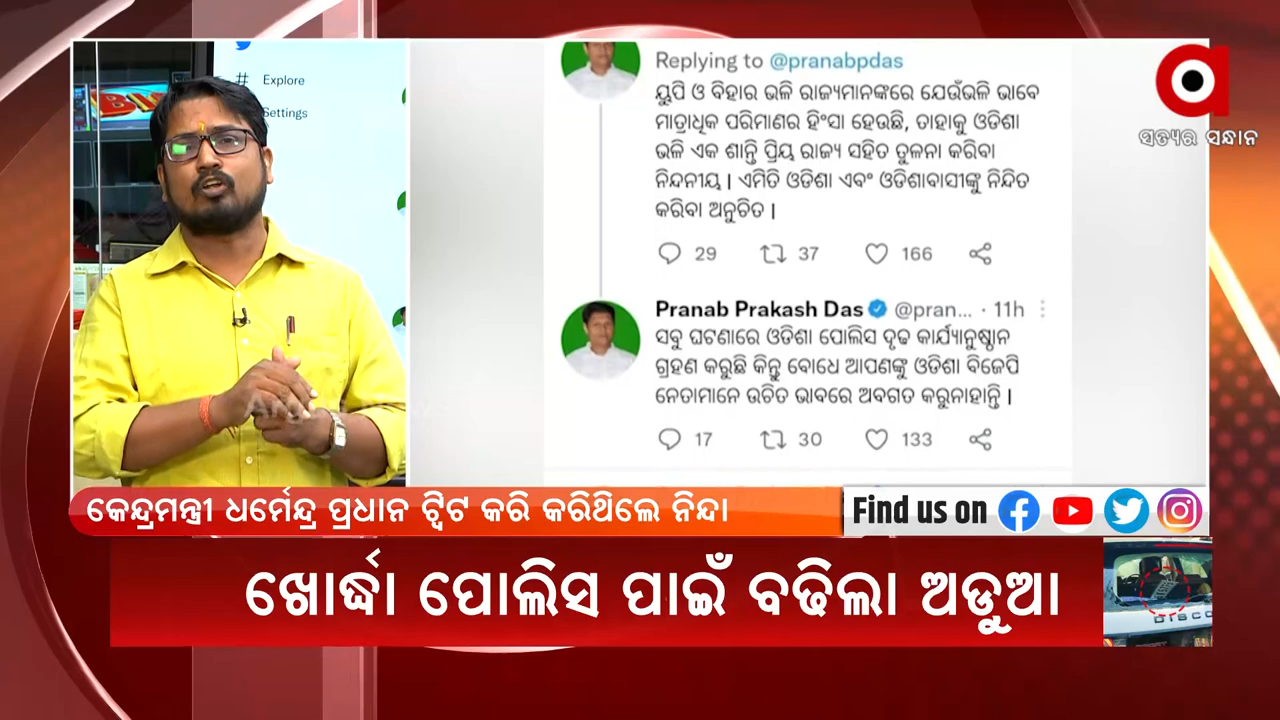 # Explore
Settings
Replying to @pranabpdas
ୟୁପି ଓ ବିହାର ଭଳି ରାଜ୍ୟମାନଙ୍କରେ ଯେଉଁଭଳି ଭାବେ
ମାତ୍ରାଧିକ ପରିମାଣର ହିଂସା ହେଉଛି, ତାହାକୁ ଓଡିଶା
ଭଳି ଏକ ଶାନ୍ତି ପ୍ରିୟ ରାଜ୍ୟ ସହିତ ତୁଳନା କରିବା
ନିନ୍ଦନୀୟ | ଏମିତି ଓଡିଶା ଏବଂ ଓଡିଶାବାସୀଙ୍କୁ ନିନ୍ଦିତ
କରିବା ଅନୁଚିତ |
29 37 166
Pranab Prakash Das @pran... · 11h
ସବୁ ଘଟଣାରେ ଓଡିଶା ପୋଲିସ ଦୃଢ କାର୍ଯ୍ୟାନୁଷ୍ଠାନ
ଗ୍ରହଣ କରୁଛି କିନ୍ତୁ ବୋଧେ ଆପଣଙ୍କୁ ଓଡିଶା ବିଜେପି
ନେତାମାନେ ଉଚିତ ଭାବରେ ଅବଗତ କରୁନାହାନ୍ତି |
17 30 133
ସତ୍ୟର ସନ୍ଧାନ
କେନ୍ଦ୍ରମନ୍ତ୍ରୀ ଧର୍ମେନ୍ଦ୍ର ପ୍ରଧାନ ଟ୍ୱିଟ କରି କରିଥିଲେ ନିନ୍ଦା
Find us on
ଖୋର୍ଦ୍ଧା ପୋଲିସ ପାଇଁ ବଢିଲା ଅଡୁଆ